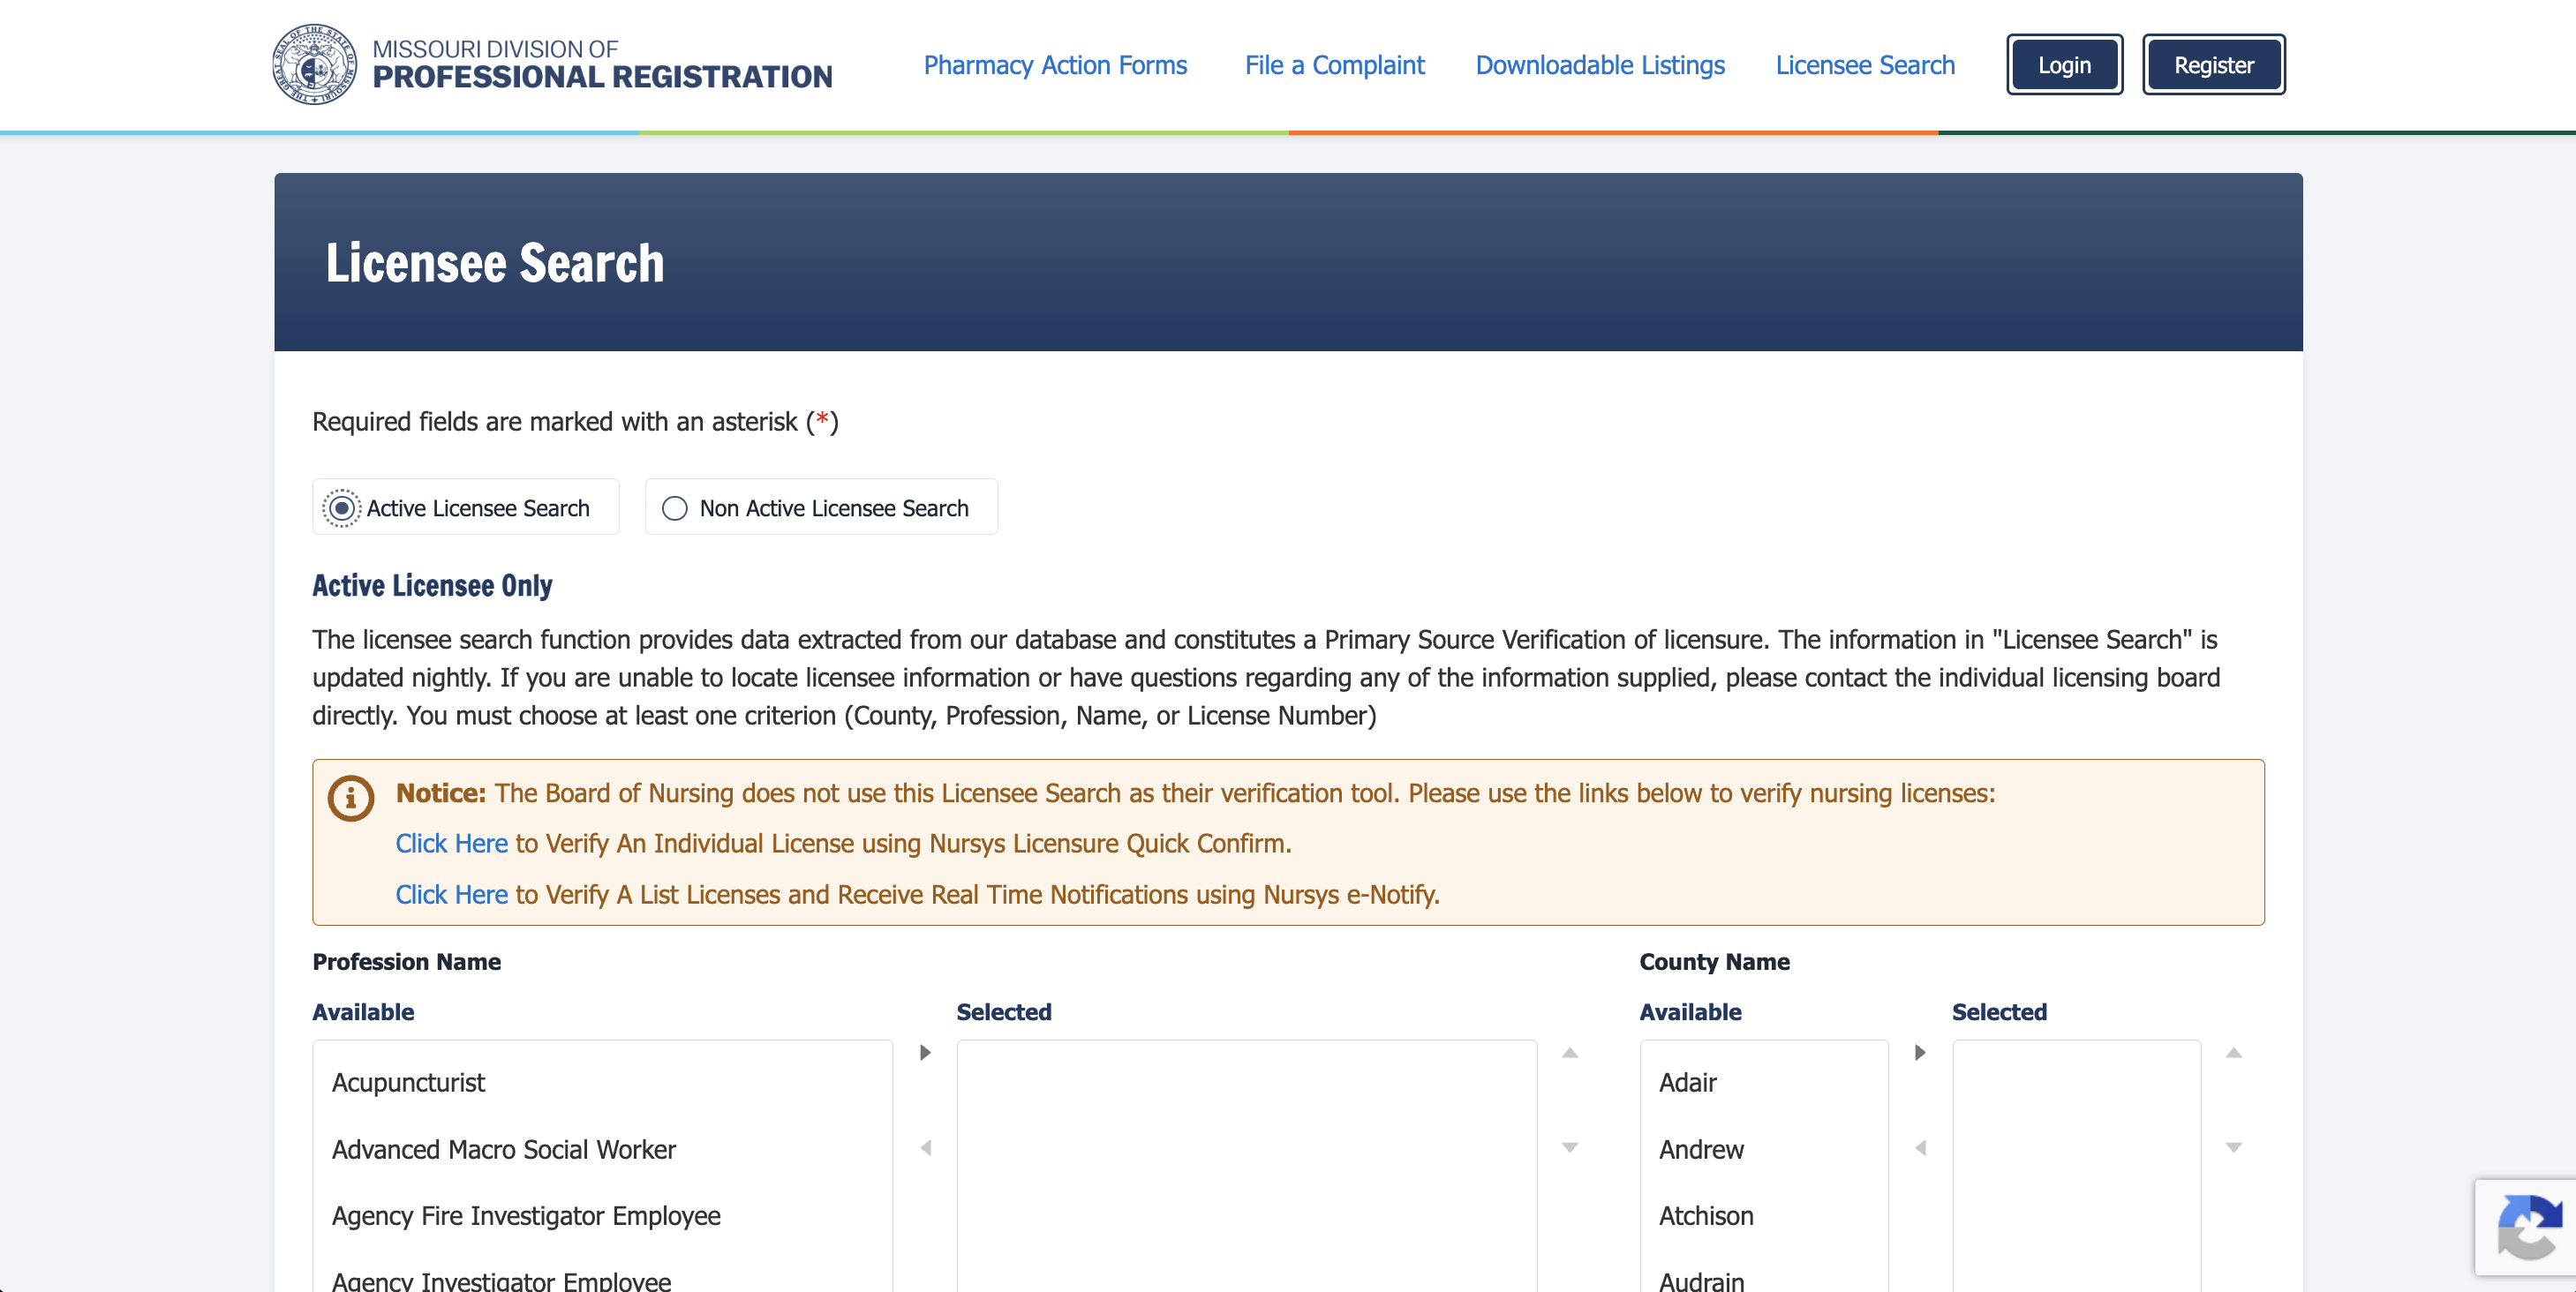 MISSOURI DIVISION OF
PROFESSIONAL REGISTRATION
Pharmacy Action Forms
File a Complaint
Downloadable Listings
Licensee Search
Login
Register
Licensee Search
Required fields are marked with an asterisk (*)
Active Licensee Search
Non Active Licensee Search
Active Licensee Only
The licensee search function provides data extracted from our database and constitutes a Primary Source Verification of licensure. The information in "Licensee Search" is
updated nightly. If you are unable to locate licensee information or have questions regarding any of the information supplied, please contact the individual licensing board
directly. You must choose at least one criterion (County, Profession, Name, or License Number)
Notice: The Board of Nursing does not use this Licensee Search as their verification tool. Please use the links below to verify nursing licenses:
Click Here to Verify An Individual License using Nursys Licensure Quick Confirm.
Click Here to Verify A List Licenses and Receive Real Time Notifications using Nursys e-Notify.
Profession Name
Available
Selected
Acupuncturist
Advanced Macro Social Worker
Agency Fire Investigator Employee
Agency Investigator Employee
County Name
Available
Selected
Adair
Andrew
Atchison
Audrain